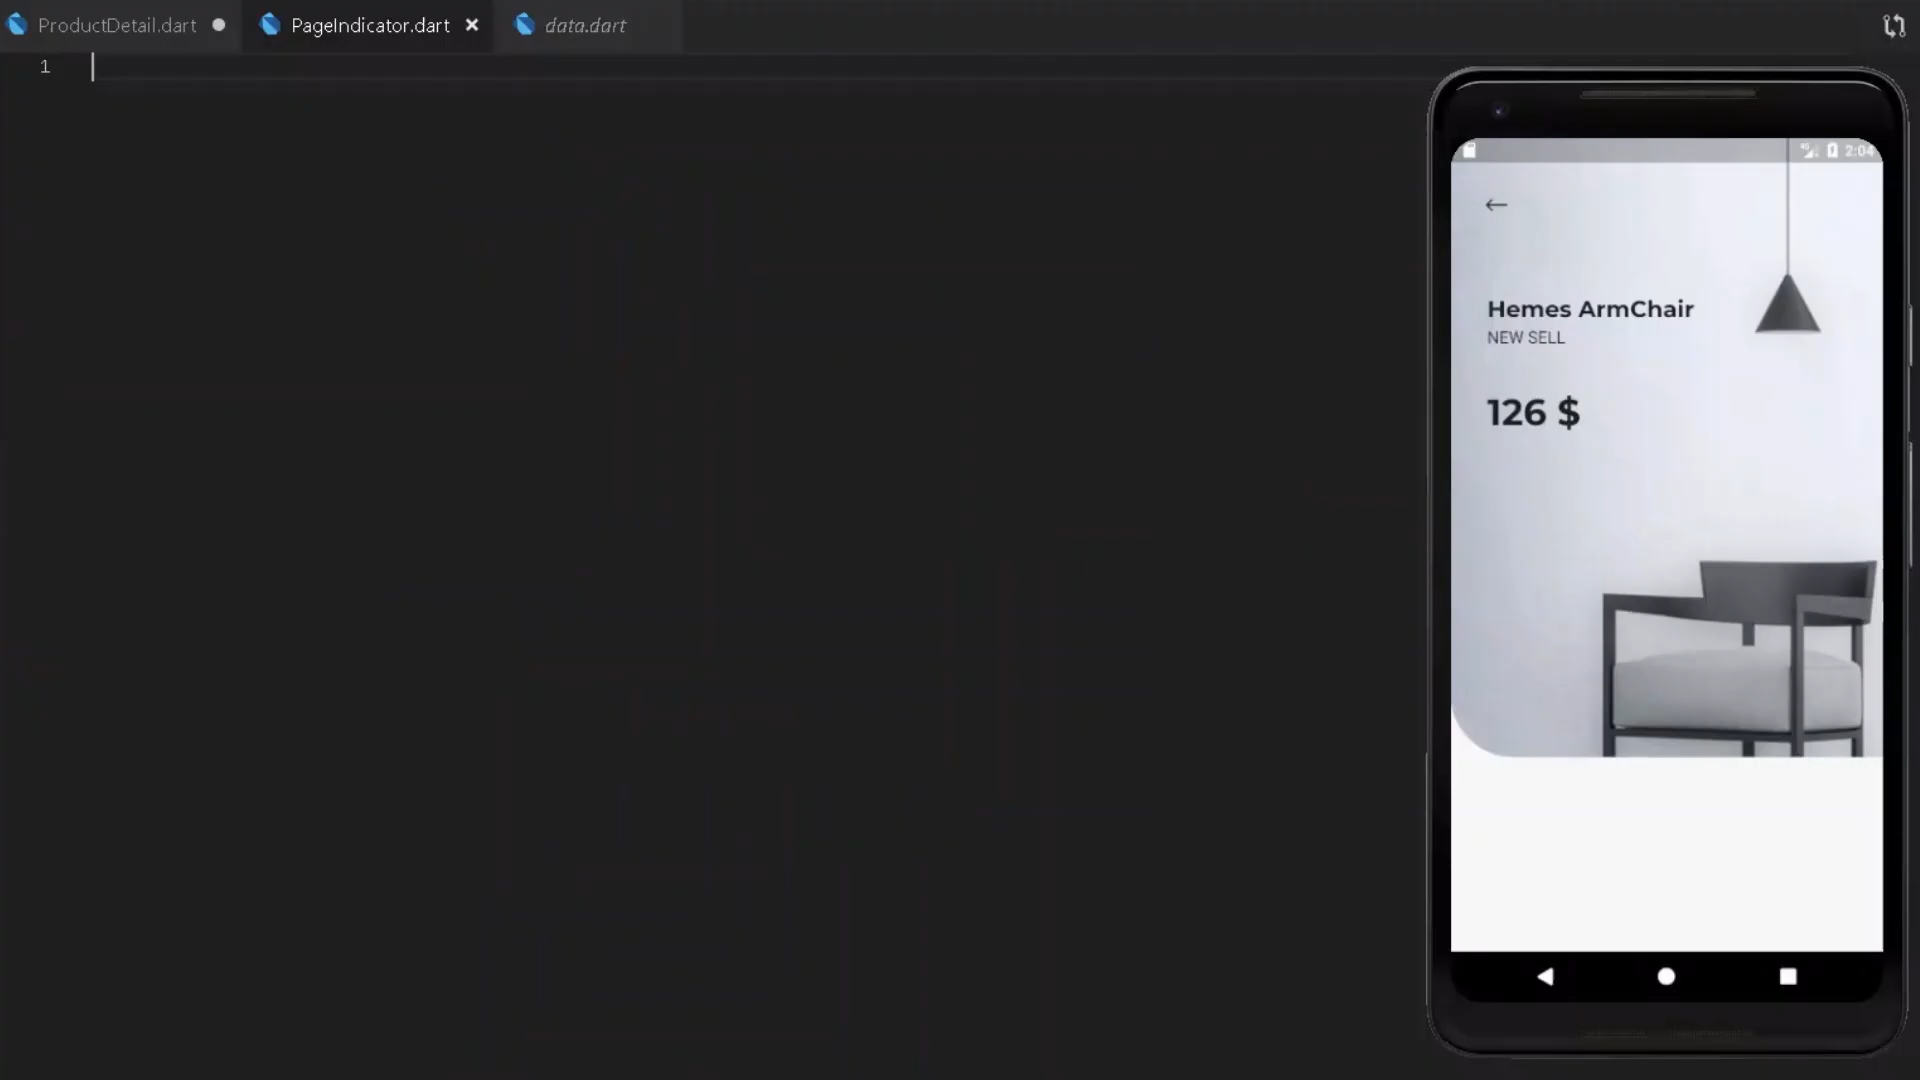 ProductDetail.dart
PageIndicator.dart
data.dart
1
2:04
Hemes ArmChair
NEW SELL
126 $